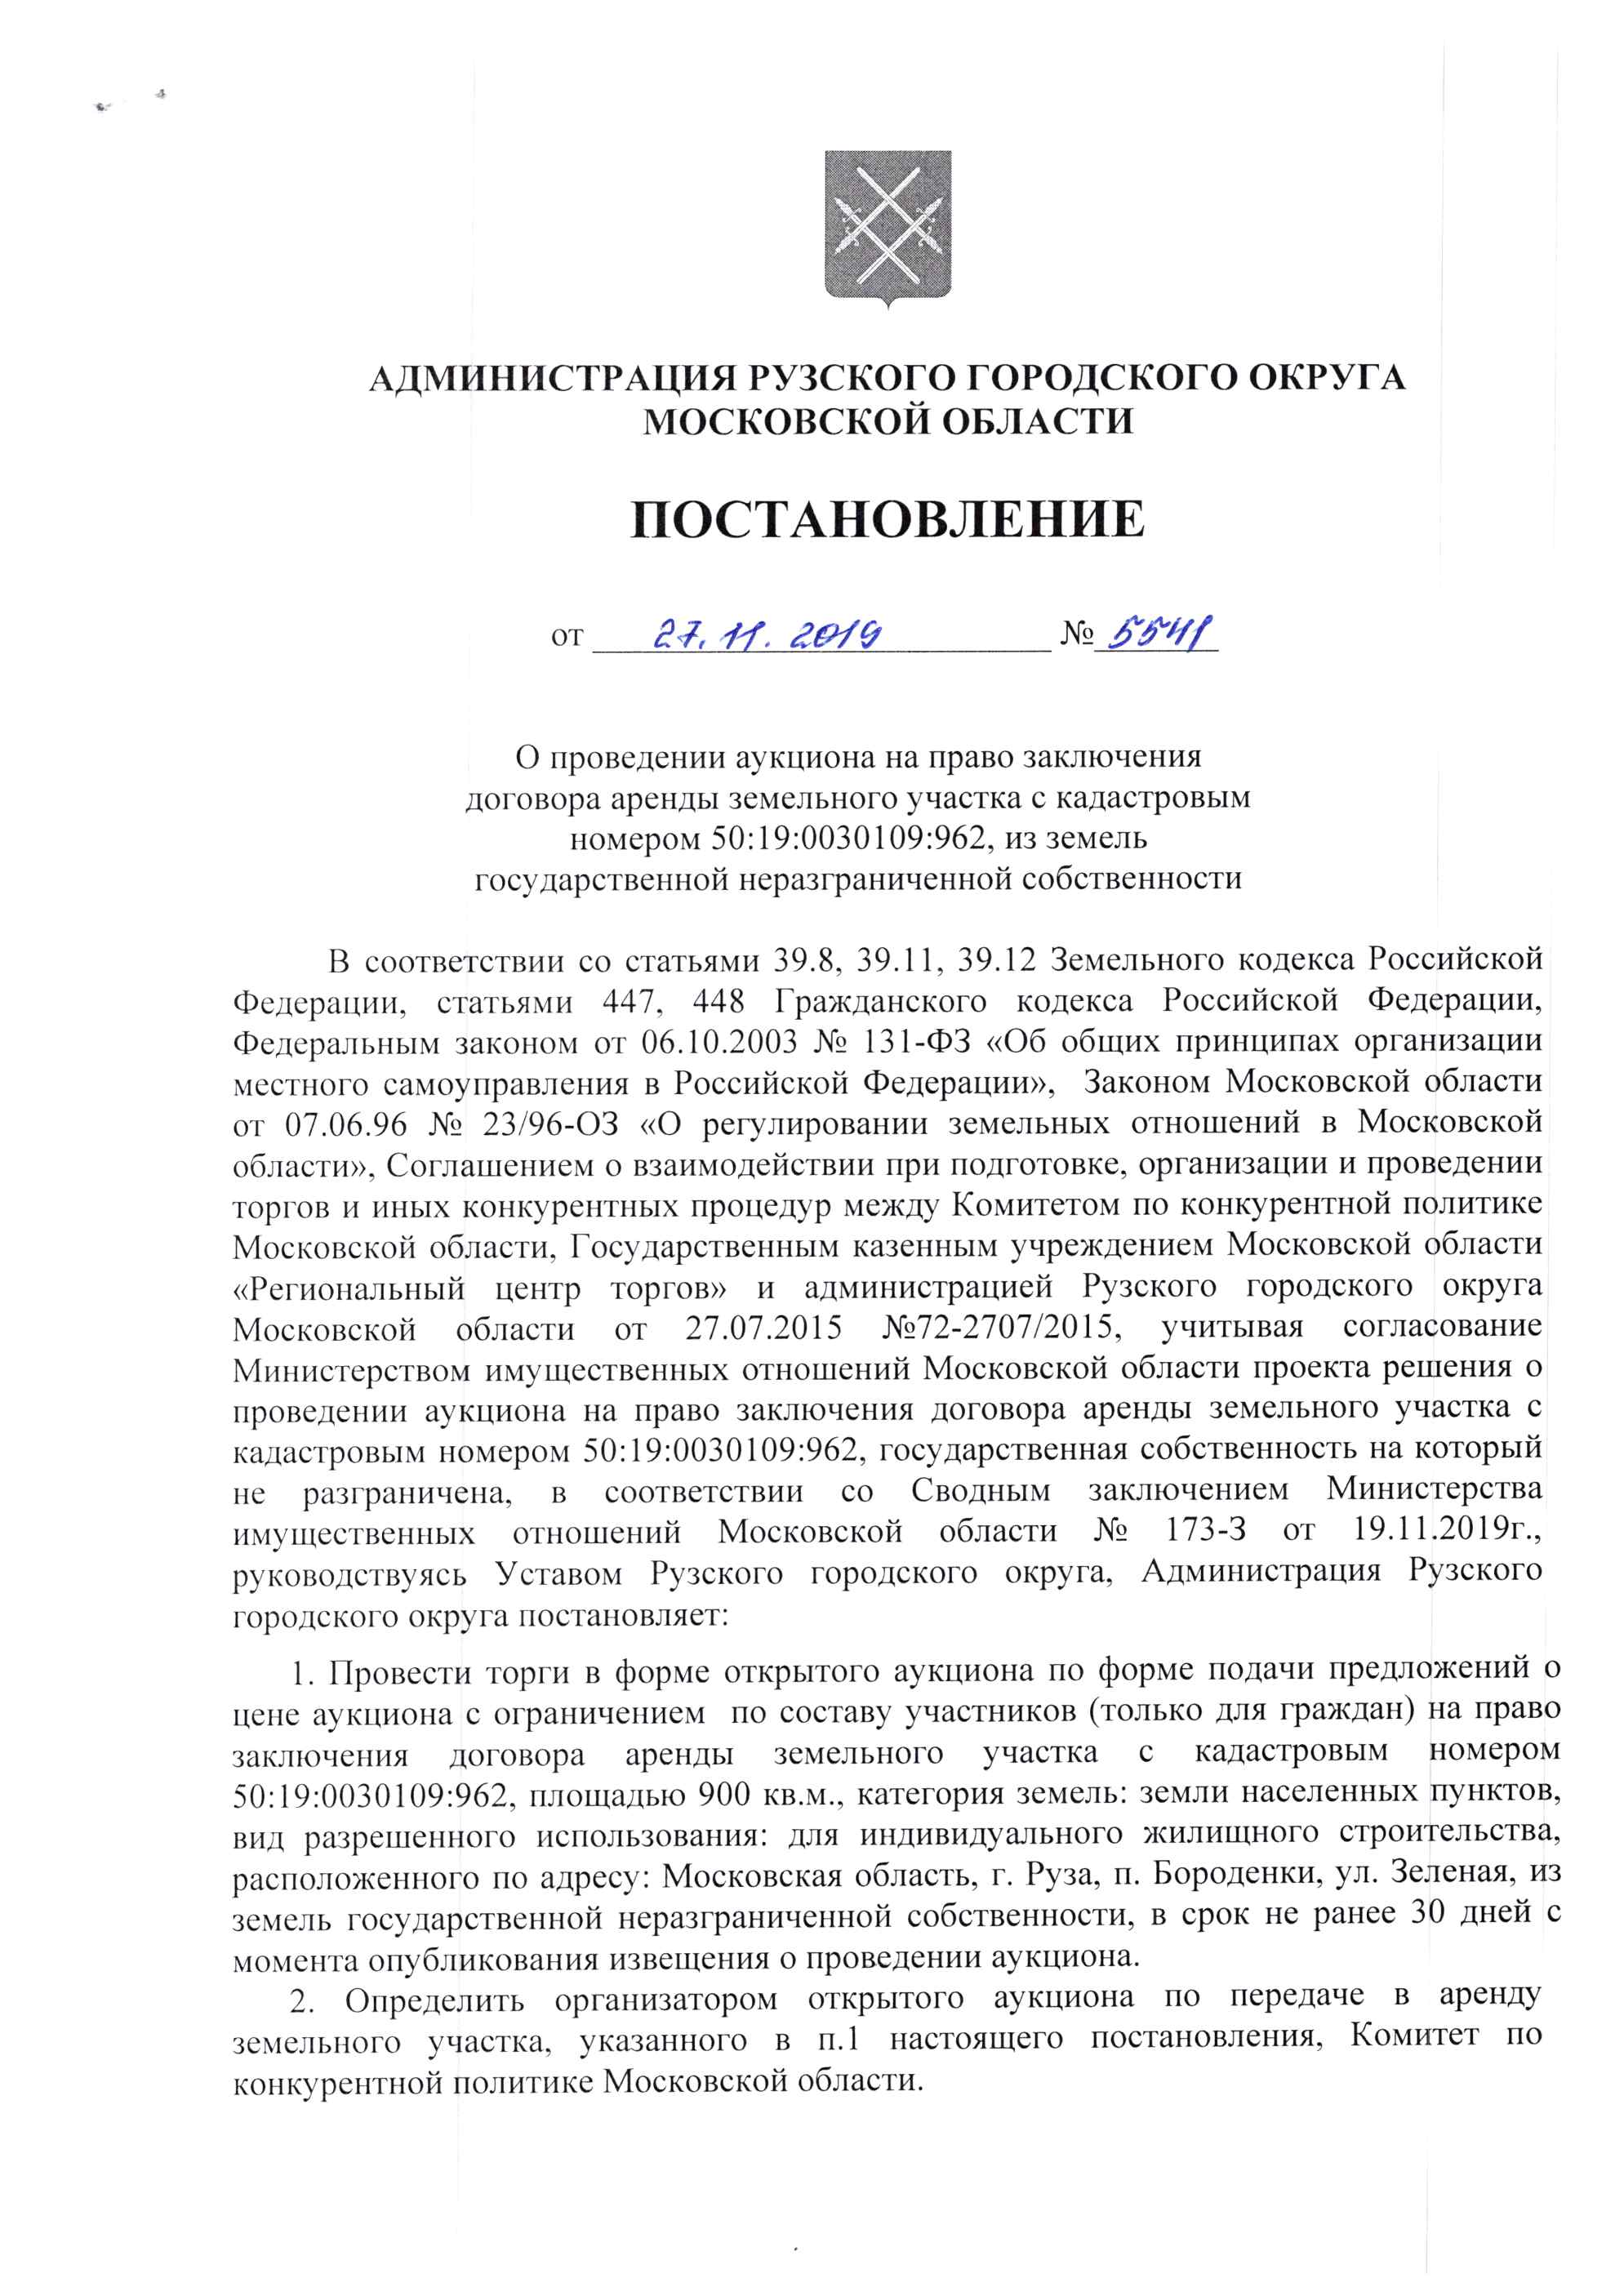 АДМИНИСТРАЦИЯ РУЗСКОГО ГОРОДСКОГО ОКРУГА
МОСКОВСКОЙ ОБЛАСТИ
ПОСТАНОВЛЕНИЕ
от 27.11.2019 № 5541
О проведении аукциона на право заключения
договора аренды земельного участка с кадастровым
номером 50:19:0030109:962, из земель
государственной неразграниченной собственности
В соответствии со статьями 39.8, 39.11, 39.12 Земельного кодекса Российской
Федерации, статьями 447, 448 Гражданского кодекса Российской Федерации,
Федеральным законом от 06.10.2003 № 131-ФЗ «Об общих принципах организации
местного самоуправления в Российской Федерации», Законом Московской области
от 07.06.96 № 23/96-ОЗ «О регулировании земельных отношений в Московской
области», Соглашением о взаимодействии при подготовке, организации и проведении
торгов и иных конкурентных процедур между Комитетом по конкурентной политике
Московской области, Государственным казенным учреждением Московской области
«Региональный центр торгов» и администрацией Рузского городского округа
Московской области от 27.07.2015 №72-2707/2015, учитывая согласование
Министерством имущественных отношений Московской области проекта решения о
проведении аукциона на право заключения договора аренды земельного участка с
кадастровым номером 50:19:0030109:962, государственная собственность на который
не разграничена, в соответствии со Сводным заключением Министерства
имущественных отношений Московской области № 173-З от 19.11.2019г.,
руководствуясь Уставом Рузского городского округа, Администрация Рузского
городского округа постановляет:
1. Провести торги в форме открытого аукциона по форме подачи предложений о
цене аукциона с ограничением по составу участников (только для граждан) на право
заключения договора аренды земельного участка с кадастровым номером
50:19:0030109:962, площадью 900 кв.м., категория земель: земли населенных пунктов,
вид разрешенного использования: для индивидуального жилищного строительства,
расположенного по адресу: Московская область, г. Руза, п. Бороденки, ул. Зеленая, из
земель государственной неразграниченной собственности, в срок не ранее 30 дней с
момента опубликования извещения о проведении аукциона.
2. Определить организатором открытого аукциона по передаче в аренду
земельного участка, указанного в п.1 настоящего постановления, Комитет по
конкурентной политике Московской области.